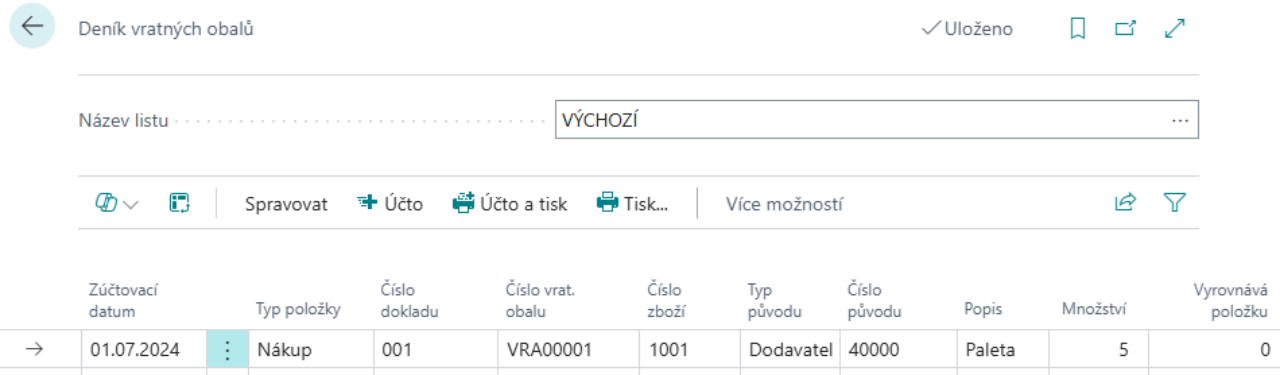 Deník vratných obalů
Uloženo
Název listu
VÝCHOZÍ
Spravovat Účto Účto a tisk Tisk... Více možností
Zúčtovací datum Typ položky Číslo dokladu Číslo vrat. obalu Číslo zboží Typ původu Číslo původu Popis Množství Vyrovnává položku
01.07.2024 Nákup 001 VRA00001 1001 Dodavatel 40000 Paleta 5 0